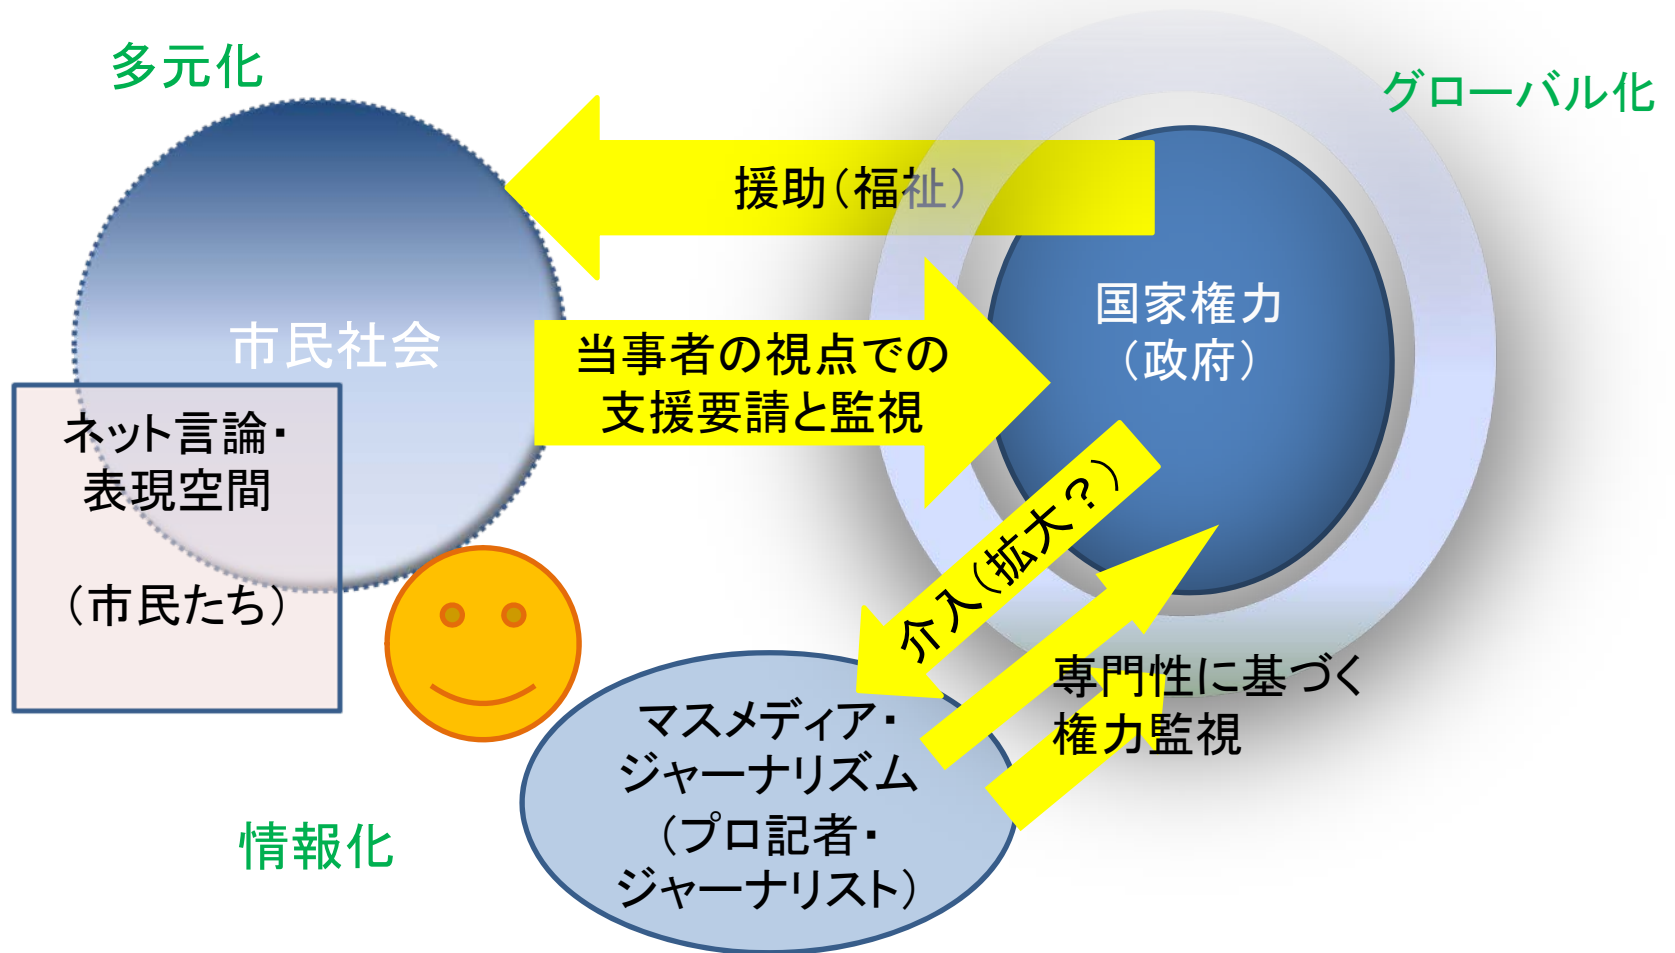 多元化
グローバル化
援助（福祉）
国家権力
（政府）
市民社会
当事者の視点での
支援要請と監視
ネット言論・
表現空間
（市民たち）
介入（拡大？）
専門性に基づく
権力監視
マスメディア・
ジャーナリズム
（プロ記者・
ジャーナリスト）
情報化